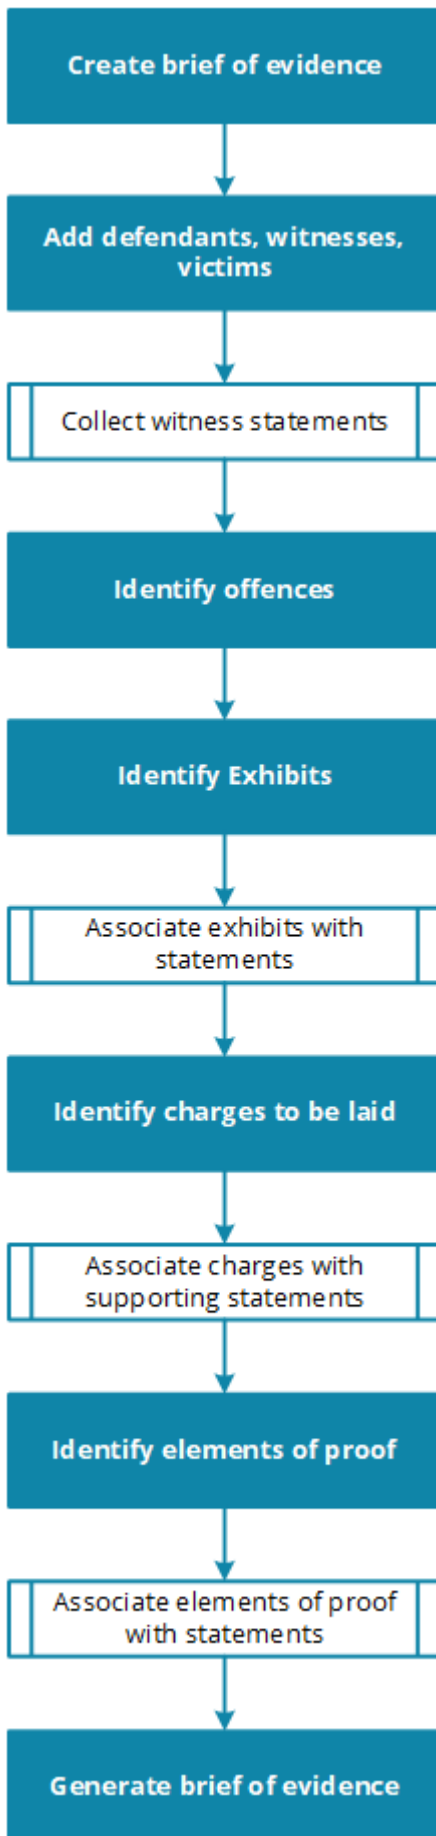 Create brief of evidence
Add defendants, witnesses,
victims
Collect witness statements
Identify offences
Identify Exhibits
Associate exhibits with
statements
Identify charges to be laid
Associate charges with
supporting statements
Identify elements of proof
Associate elements of proof
with statements
Generate brief of evidence